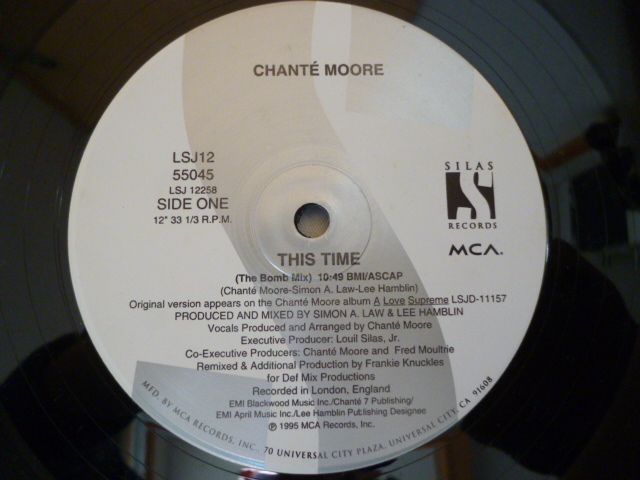 CHANTÉ MOORE
LSJ12
55045
LSJ 12258
SIDE ONE
12" 33 1/3 R.P.M.
SILAS
S
RECORDS
MCA.
THIS TIME
(The Bomb Mix) 10:49 BMI/ASCAP
(Chanté Moore-Simon A. Law-Lee Hamblin)
Original version appears on the Chanté Moore album A Love Supreme LSJD-11157
PRODUCED AND MIXED BY SIMON A. LAW & LEE HAMBLIN
Vocals Produced and Arranged by Chanté Moore
Executive Producer: Louil Silas, Jr.
Co-Executive Producers: Chanté Moore and Fred Moultrie
Remixed & Additional Production by Frankie Knuckles
for Def Mix Productions
Recorded in London, England
EMI Blackwood Music Inc./Chanté 7 Publishing/
EMI April Music Inc./Lee Hamblin Publishing Designee
℗ 1995 MCA Records, Inc.
MFD. BY MCA RECORDS, INC., 70 UNIVERSAL CITY PLAZA, UNIVERSAL CITY, CA 91608